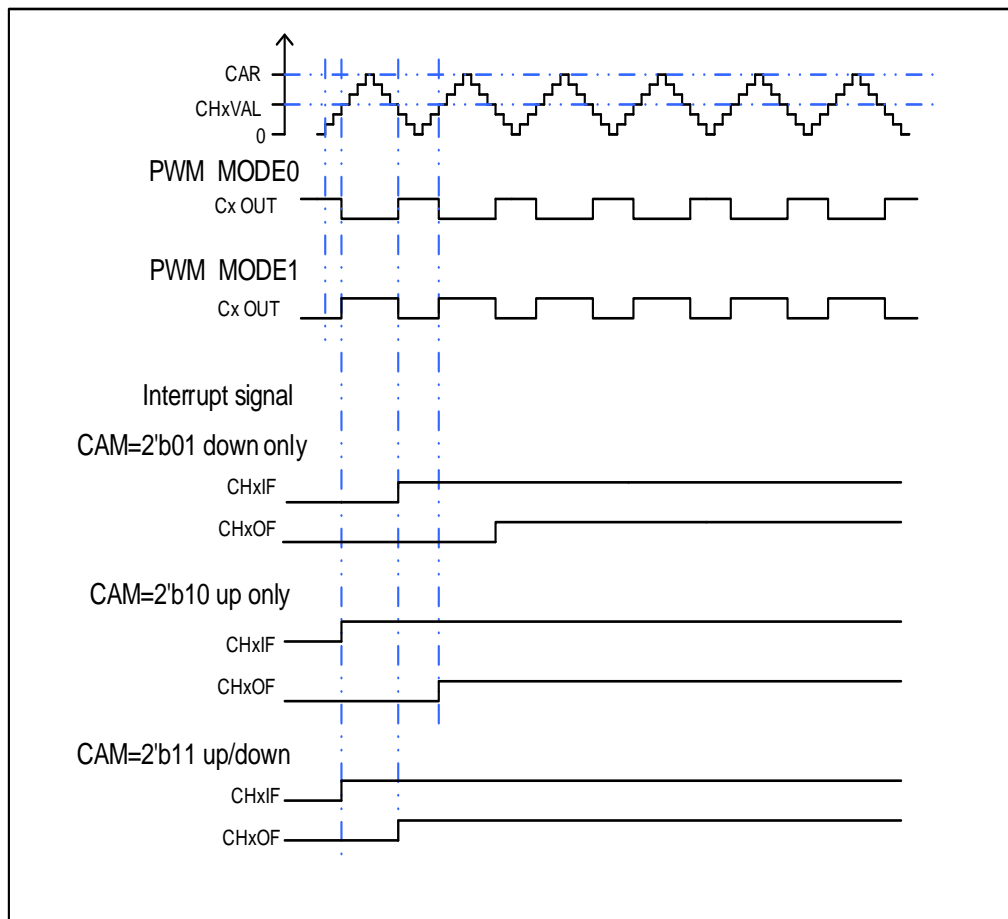 CAR
CHxVAL
0
PWM MODE0
Cx OUT
PWM MODE1
Cx OUT
Interrupt signal
CAM=2'b01 down only
CHxIF
CHxOF
CAM=2'b10 up only
CHxIF
CHxOF
CAM=2'b11 up/down
CHxIF
CHxOF